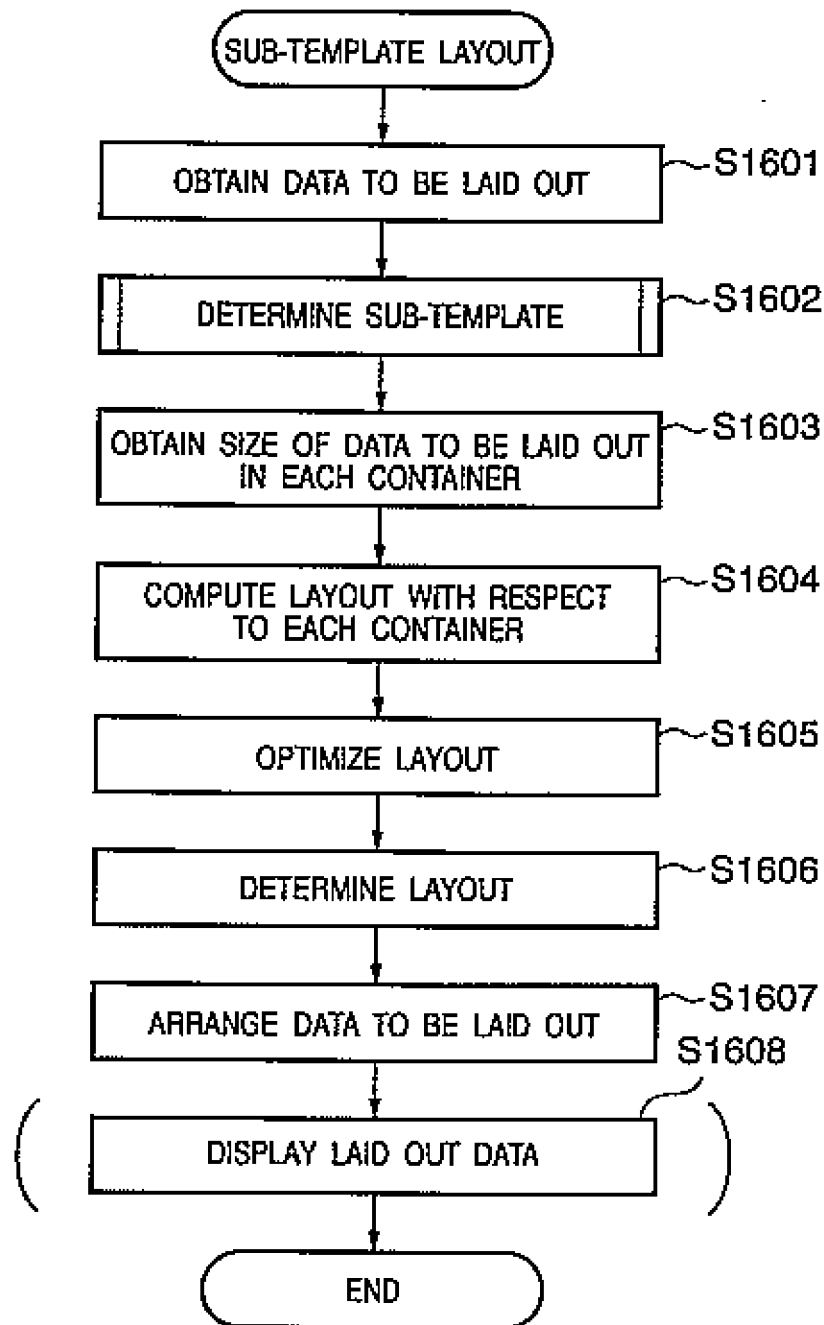 SUB-TEMPLATE LAYOUT
OBTAIN DATA TO BE LAID OUT
S1601
DETERMINE SUB-TEMPLATE
S1602
OBTAIN SIZE OF DATA TO BE LAID OUT
IN EACH CONTAINER
S1603
COMPUTE LAYOUT WITH RESPECT
TO EACH CONTAINER
S1604
OPTIMIZE LAYOUT
S1605
DETERMINE LAYOUT
S1606
ARRANGE DATA TO BE LAID OUT
S1607
S1608
( DISPLAY LAID OUT DATA )
END